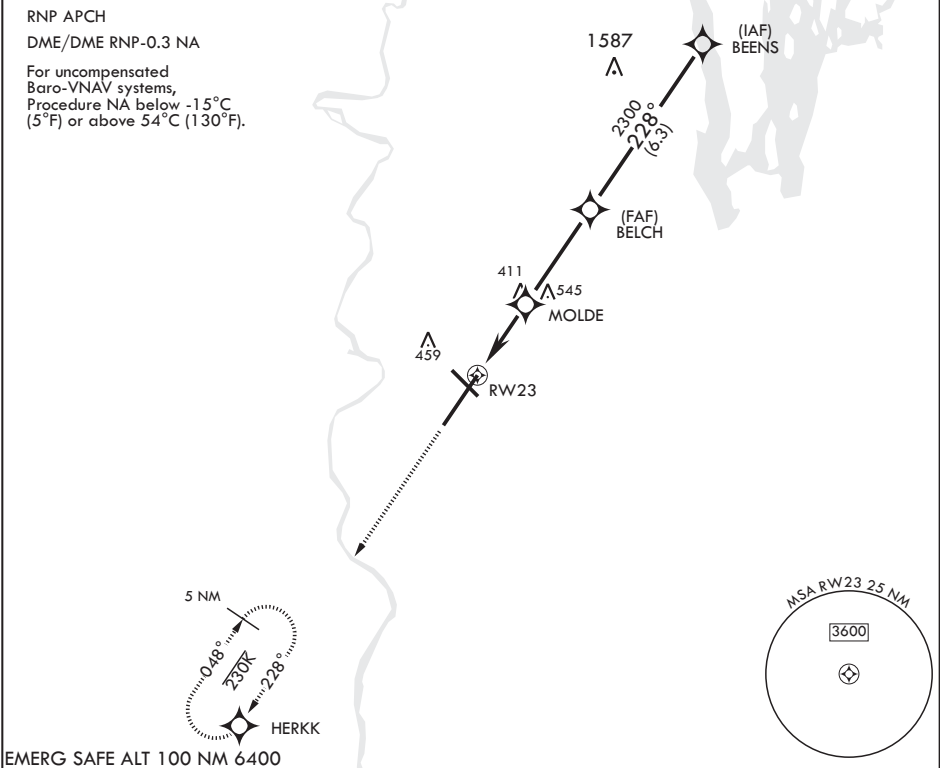 RNP APCH
DME/DME RNP-0.3 NA
For uncompensated
Baro-VNAV systems,
Procedure NA below -15°C
(5°F) or above 54°C (130°F).
1587
(IAF)
BEENS
2300
228°
(6.3)
(FAF)
BELCH
411
545
MOLDE
459
RW23
5 NM
048°
230K
228°
HERKK
MSA RW23 25 NM
3600
EMERG SAFE ALT 100 NM 6400